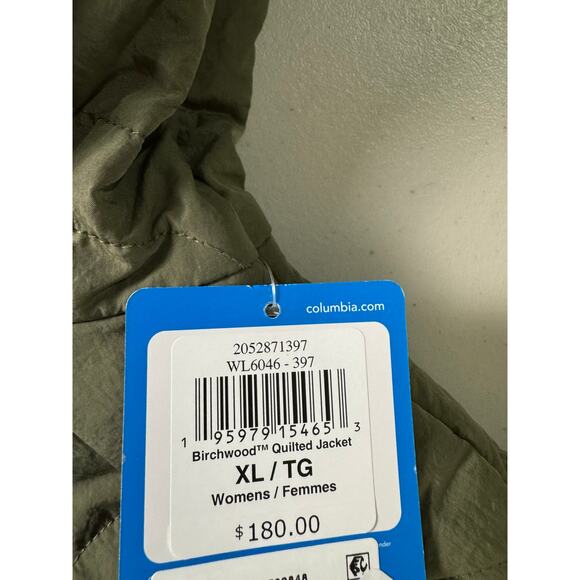 columbia.com
2052871397
WL6046 - 397
1 95979 15465 3
Birchwood™ Quilted Jacket
XL / TG
Womens / Femmes
$180.00